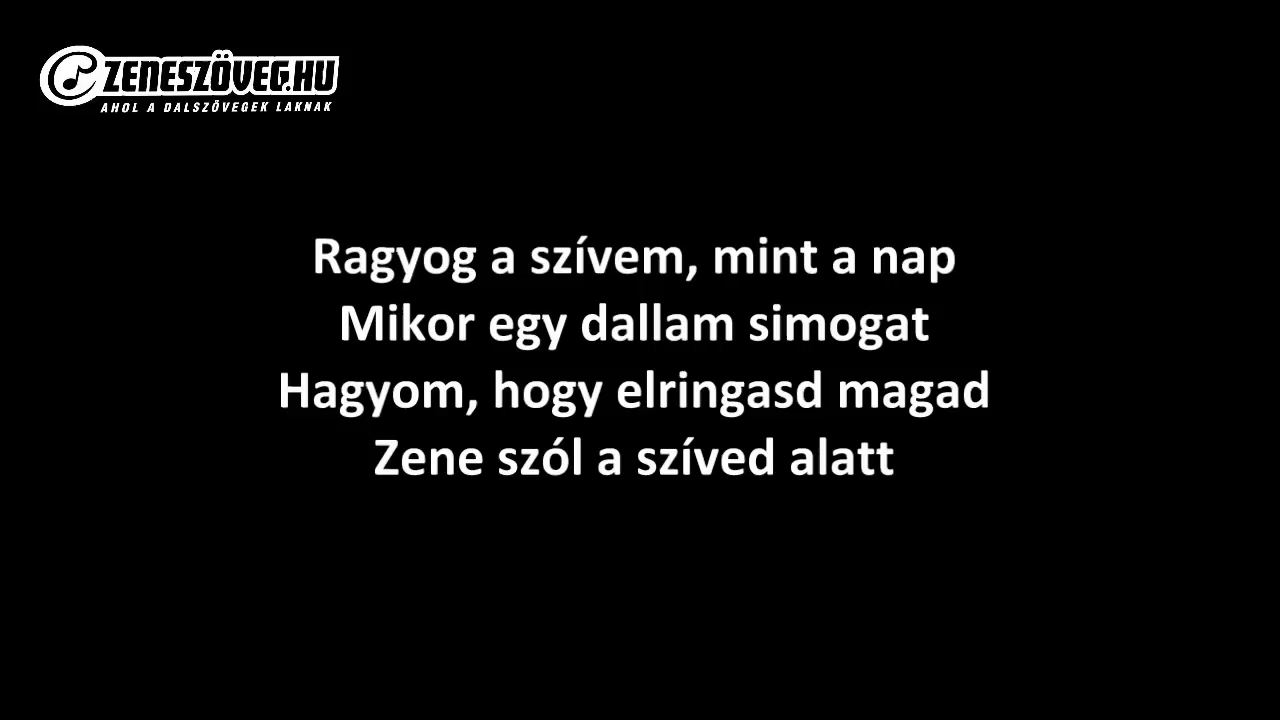 ZENESZÖVEG.HU
AHOL A DALSZÖVEGEK LAKNAK
Ragyog a szívem, mint a nap
Mikor egy dallam simogat
Hagyom, hogy elringasd magad
Zene szól a szíved alatt